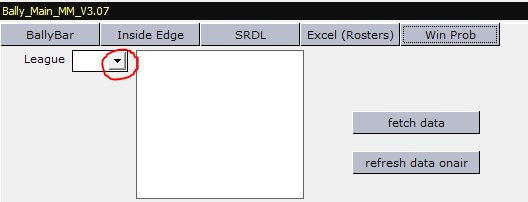 Bally_Main_MM_V3.07
BallyBar Inside Edge SRDL Excel (Rosters) Win Prob
League
fetch data
refresh data onair